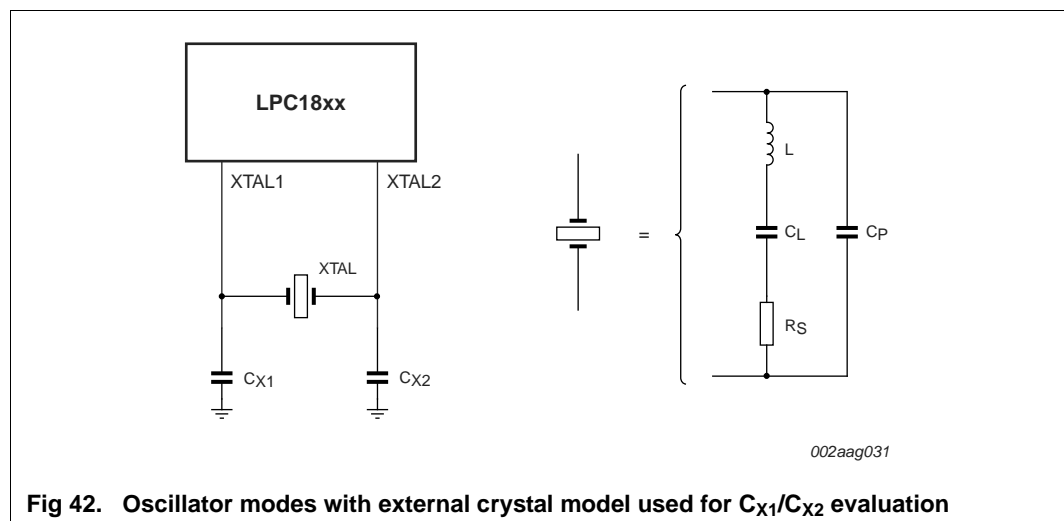 LPC18xx
XTAL1
XTAL2
XTAL
CX1
CX2
=
L
CL
CP
RS
002aag031
Fig 42. Oscillator modes with external crystal model used for CX1/CX2 evaluation